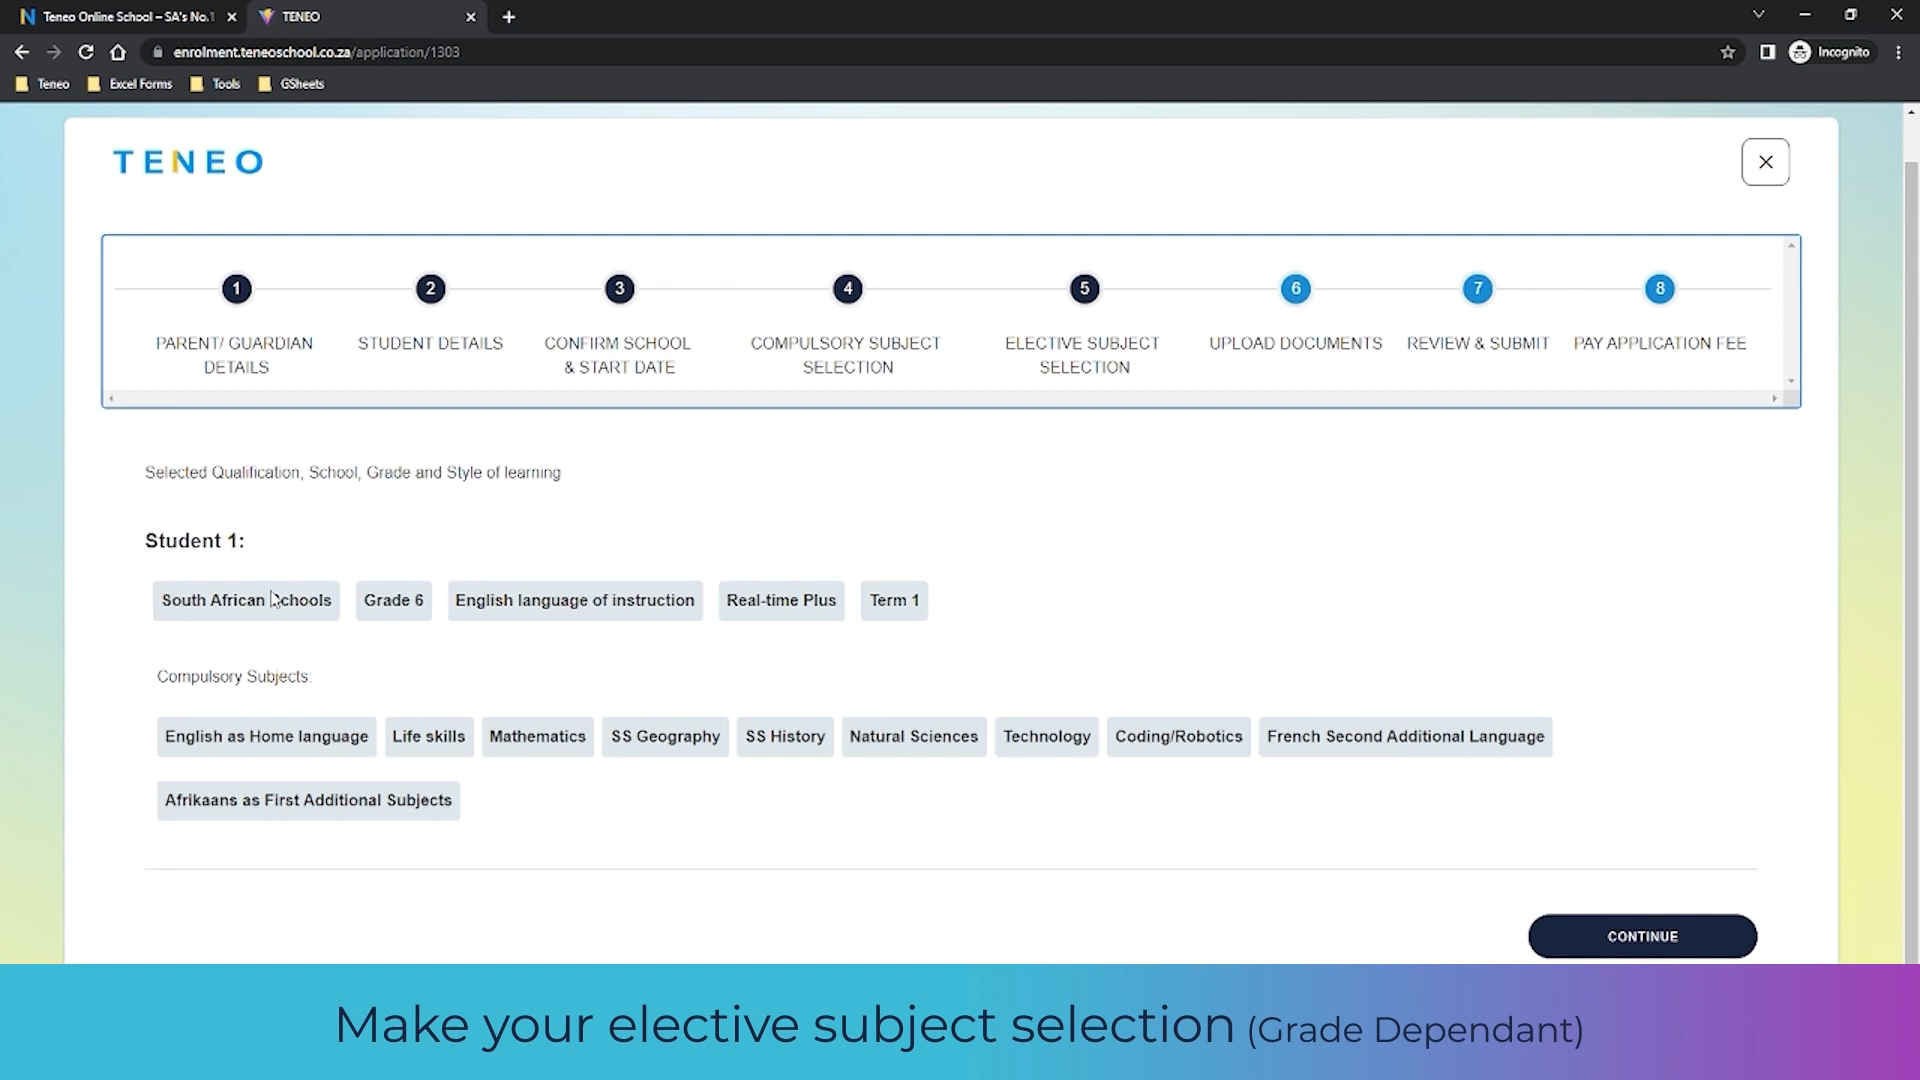 Teneo Online School – SA's No.1
TENEO
enrolment.teneoschool.co.za/application/1303
Incognito
Teneo
Excel Forms
Tools
GSheets
TENEO
1
2
3
4
5
6
7
8
PARENT/ GUARDIAN
DETAILS
STUDENT DETAILS
CONFIRM SCHOOL
& START DATE
COMPULSORY SUBJECT
SELECTION
ELECTIVE SUBJECT
SELECTION
UPLOAD DOCUMENTS
REVIEW & SUBMIT
PAY APPLICATION FEE
Selected Qualification, School, Grade and Style of learning
Student 1:
South African Schools
Grade 6
English language of instruction
Real-time Plus
Term 1
Compulsory Subjects:
English as Home language
Life skills
Mathematics
SS Geography
SS History
Natural Sciences
Technology
Coding/Robotics
French Second Additional Language
Afrikaans as First Additional Subjects
CONTINUE
Make your elective subject selection (Grade Dependant)